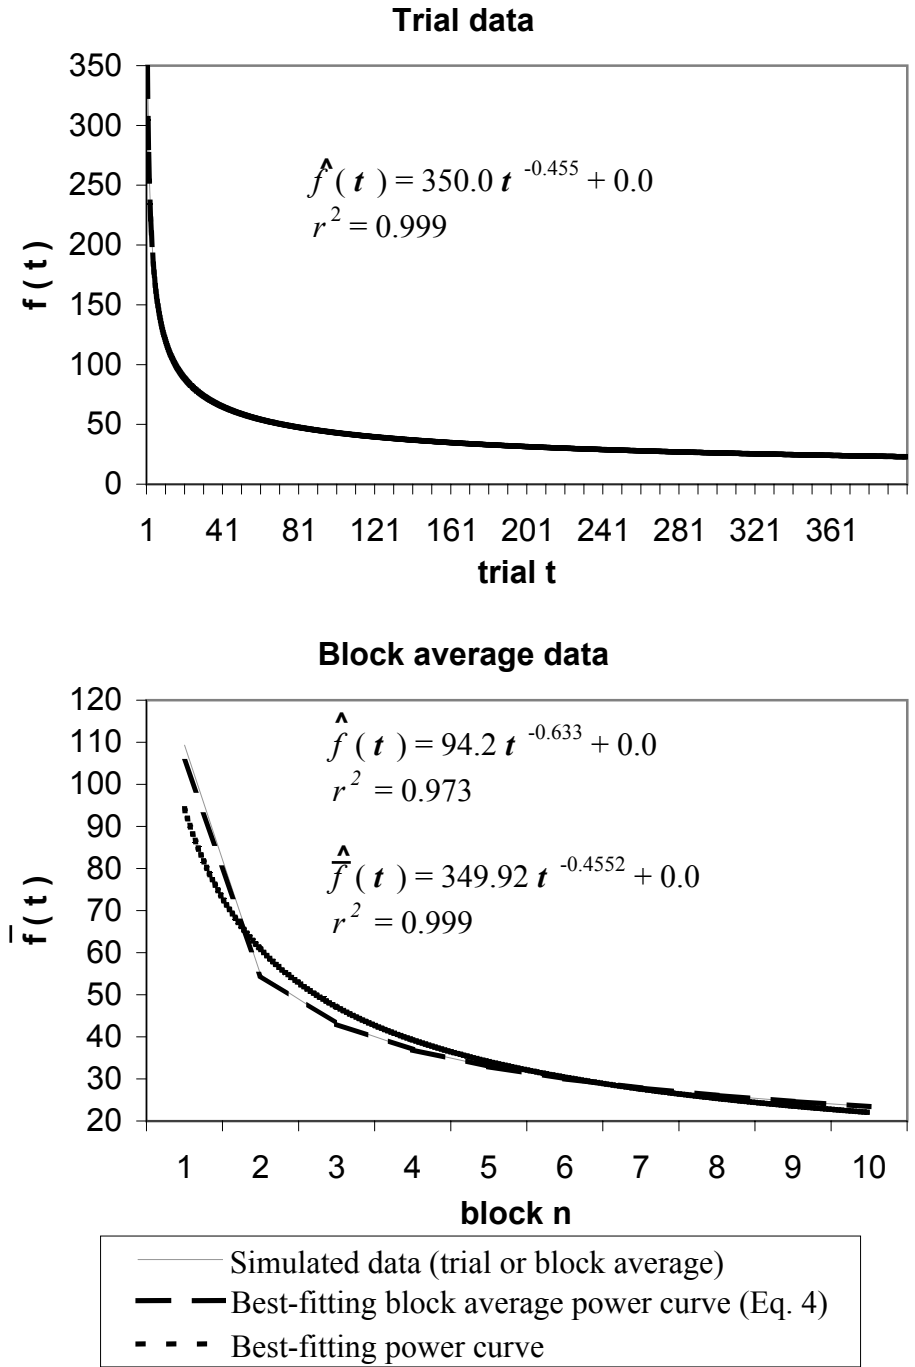 Trial data
350
300
250
200
150
100
50
0
f ( t )
f̂ ( t ) = 350.0 t ^-0.455 + 0.0
r² = 0.999
1 41 81 121 161 201 241 281 321 361
trial t
Block average data
120
110
100
90
80
70
60
50
40
30
20
f̄ ( t )
f̂ ( t ) = 94.2 t ^-0.633 + 0.0
r² = 0.973
f̄̂ ( t ) = 349.92 t ^-0.4552 + 0.0
r² = 0.999
1 2 3 4 5 6 7 8 9 10
block n
Simulated data (trial or block average)
Best-fitting block average power curve (Eq. 4)
Best-fitting power curve